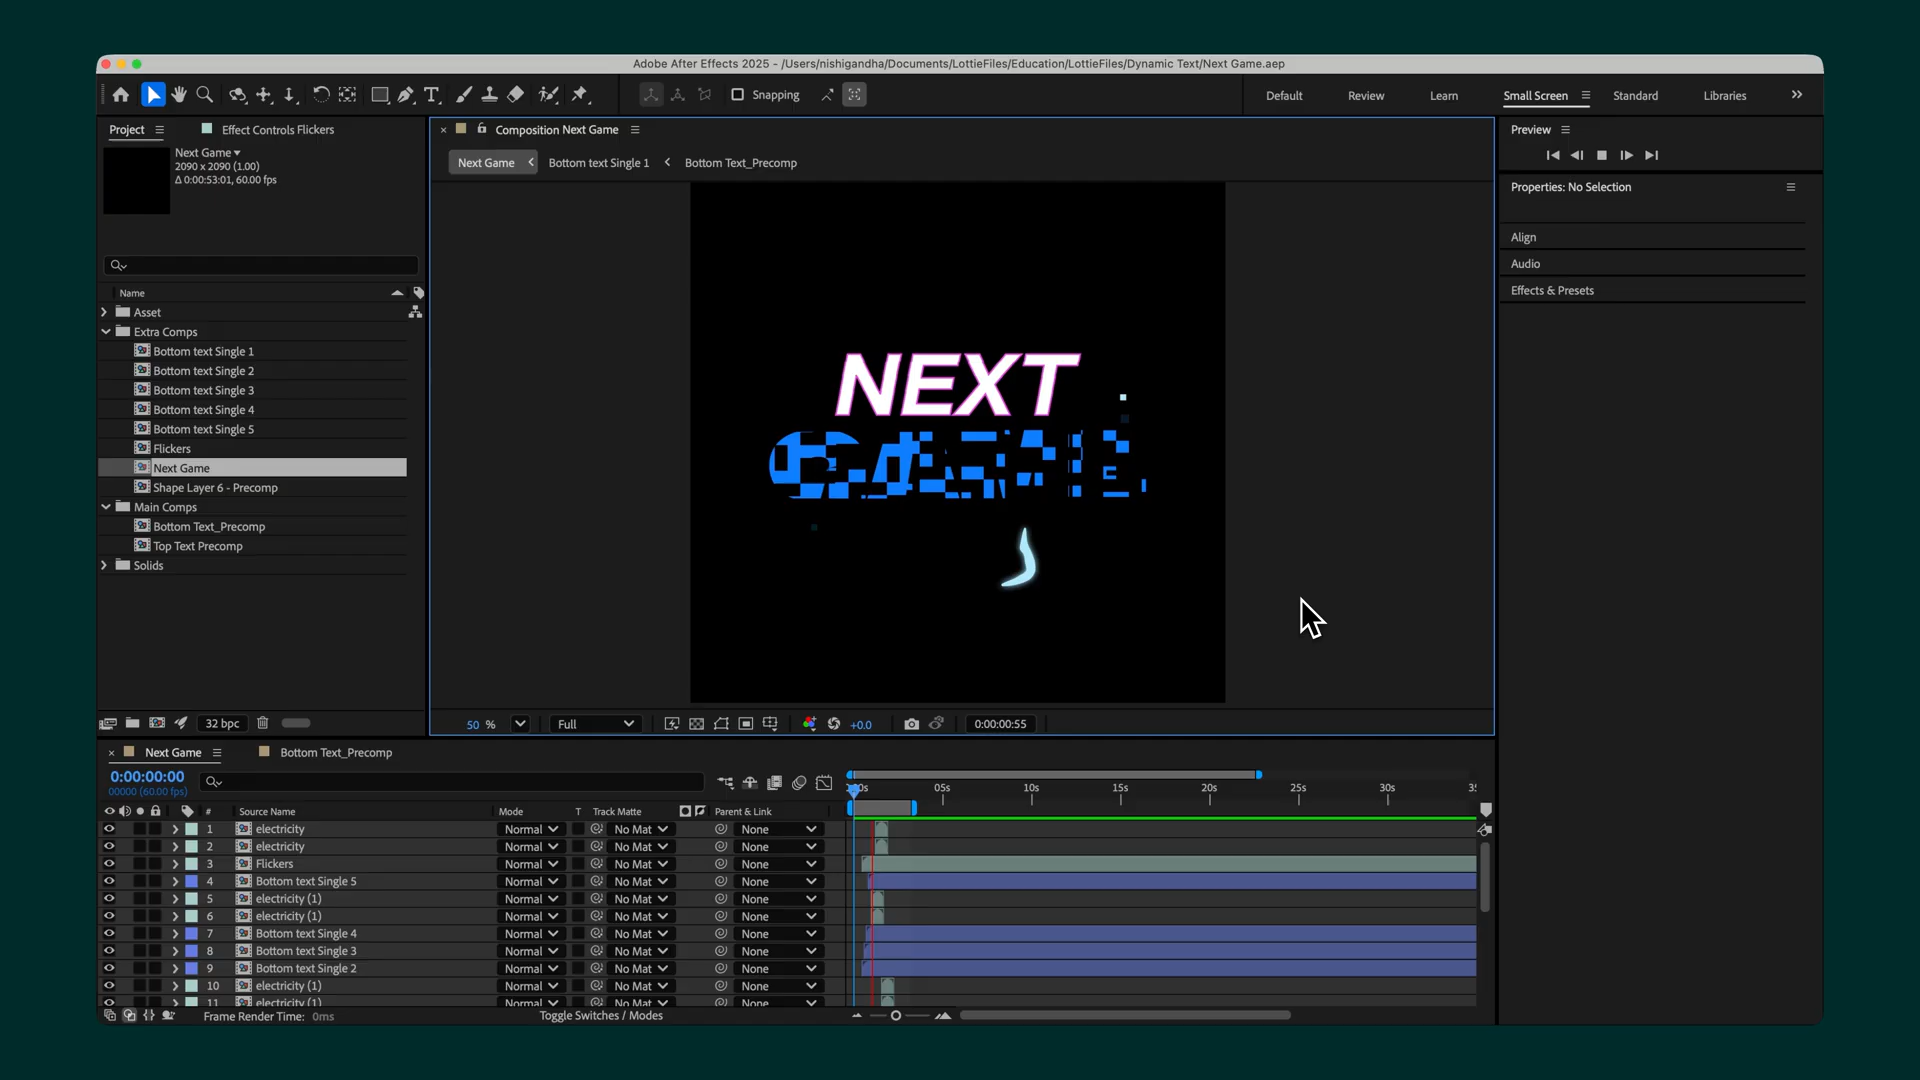 Adobe After Effects 2025 - /Users/nishigandha/Documents/LottieFiles/Education/LottieFiles/Dynamic Text/Next Game.aep
Snapping
Default
Review
Learn
Small Screen
Standard
Libraries
Project
Effect Controls Flickers
Next Game
2090 x 2090 (1.00)
Δ 0:00:53:01, 60.00 fps
Name
Asset
Extra Comps
Bottom text Single 1
Bottom text Single 2
Bottom text Single 3
Bottom text Single 4
Bottom text Single 5
Flickers
Next Game
Shape Layer 6 - Precomp
Main Comps
Bottom Text_Precomp
Top Text Precomp
Solids
32 bpc
Composition Next Game
Next Game
Bottom text Single 1
Bottom Text_Precomp
NEXT
50 %
Full
+0.0
0:00:00:55
Preview
Properties: No Selection
Align
Audio
Effects & Presets
Next Game
Bottom Text_Precomp
0:00:00:00
00000 (60.00 fps)
05s
10s
15s
20s
25s
30s
# Source Name Mode T Track Matte Parent & Link
1 electricity Normal No Mat None
2 electricity Normal No Mat None
3 Flickers Normal No Mat None
4 Bottom text Single 5 Normal No Mat None
5 electricity (1) Normal No Mat None
6 electricity (1) Normal No Mat None
7 Bottom text Single 4 Normal No Mat None
8 Bottom text Single 3 Normal No Mat None
9 Bottom text Single 2 Normal No Mat None
10 electricity (1) Normal No Mat None
11 electricity (1) Normal No Mat None
Frame Render Time: 0ms
Toggle Switches / Modes